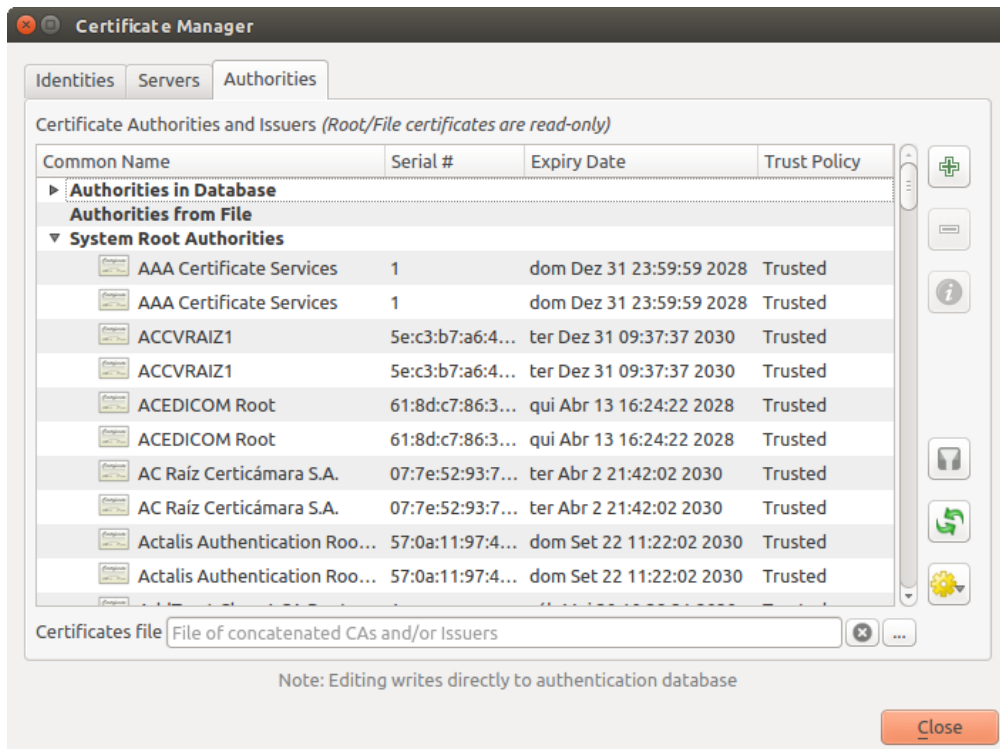 Certificate Manager
Identities Servers Authorities
Certificate Authorities and Issuers (Root/File certificates are read-only)
Common Name Serial # Expiry Date Trust Policy
Authorities in Database
Authorities from File
System Root Authorities
AAA Certificate Services 1 dom Dez 31 23:59:59 2028 Trusted
AAA Certificate Services 1 dom Dez 31 23:59:59 2028 Trusted
ACCVRAIZ1 5e:c3:b7:a6:4... ter Dez 31 09:37:37 2030 Trusted
ACCVRAIZ1 5e:c3:b7:a6:4... ter Dez 31 09:37:37 2030 Trusted
ACEDICOM Root 61:8d:c7:86:3... qui Abr 13 16:24:22 2028 Trusted
ACEDICOM Root 61:8d:c7:86:3... qui Abr 13 16:24:22 2028 Trusted
AC Raíz Certicámara S.A. 07:7e:52:93:7... ter Abr 2 21:42:02 2030 Trusted
AC Raíz Certicámara S.A. 07:7e:52:93:7... ter Abr 2 21:42:02 2030 Trusted
Actalis Authentication Roo... 57:0a:11:97:4... dom Set 22 11:22:02 2030 Trusted
Actalis Authentication Roo... 57:0a:11:97:4... dom Set 22 11:22:02 2030 Trusted
Certificates file File of concatenated CAs and/or Issuers ...
Note: Editing writes directly to authentication database
Close